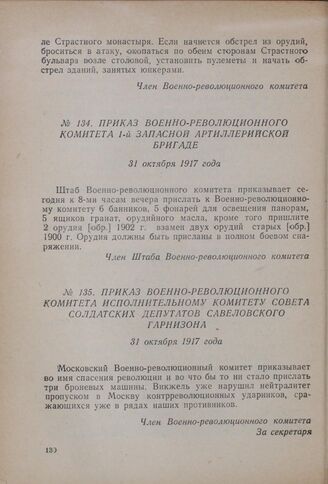 ле Страстного монастыря. Если начнется обстрел из орудий,
броситься в атаку, окопаться по обеим сторонам Страстного
бульвара возле столовой, установить пулеметы и начать об-
стрел зданий, занятых юнкерами.
Член Военно-революционного комитета
№ 134. ПРИКАЗ ВОЕННО-РЕВОЛЮЦИОННОГО
КОМИТЕТА 1-й ЗАПАСНОЙ АРТИЛЛЕРИЙСКОЙ
БРИГАДЕ
31 октября 1917 года
Штаб Военно-революционного комитета приказывает се-
годня к 8-ми часам вечера прислать к Военно-революционно-
му комитету 6 банников, 5 фонарей для освещения панорам,
5 ящиков гранат, орудийного масла, кроме того пришлите
2 орудия [обр.] 1902 г. взамен двух орудий старых [обр.]
1900 г. Орудия должны быть присланы в полном боевом сна-
ряжении.
Член Штаба Военно-революционного комитета
№ 135. ПРИКАЗ ВОЕННО-РЕВОЛЮЦИОННОГО
КОМИТЕТА ИСПОЛНИТЕЛЬНОМУ КОМИТЕТУ СОВЕТА
СОЛДАТСКИХ ДЕПУТАТОВ САВЕЛОВСКОГО
ГАРНИЗОНА
31 октября 1917 года
Московский Военно-революционный комитет приказывает
во имя спасения революции и во что бы то ни стало прислать
три броневых машины. Викжель уже нарушил нейтралитет
пропуском в Москву контрреволюционных ударников, сра-
жающихся уже в рядах наших противников.
Член Военно-революционного комитета
За секретаря
130